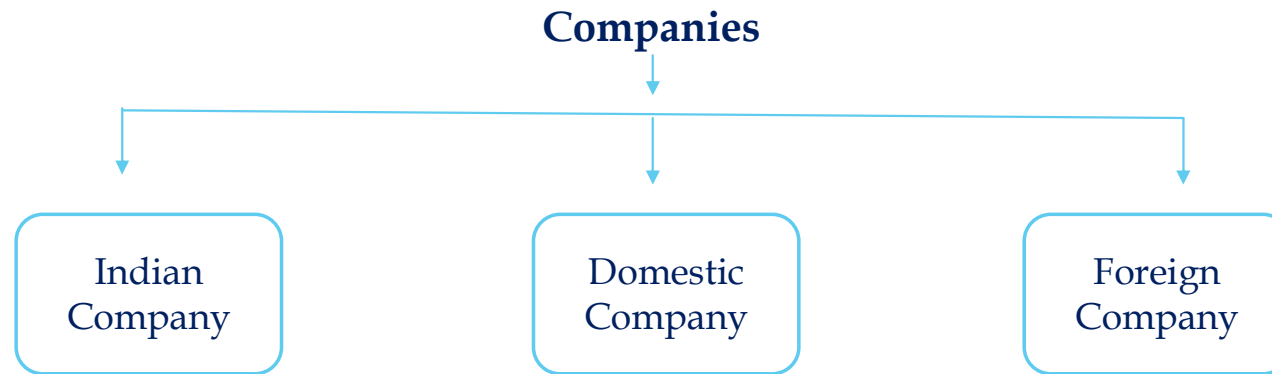 Companies
Indian
Company
Domestic
Company
Foreign
Company